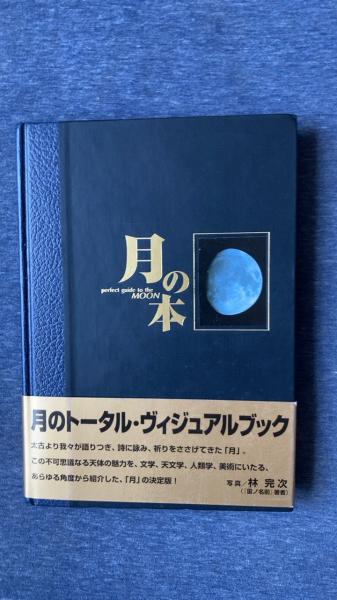 月の本
perfect guide to the
MOON
月のトータル・ヴィジュアルブック
太古より我々が語りつぎ、詩に詠み、祈りをささげてきた「月」。
この不可思議なる天体の魅力を、文学、天文学、人類学、美術にいたる、
あらゆる角度から紹介した、「月」の決定版！
写真／林 完次
（「宙ノ名前」著者）